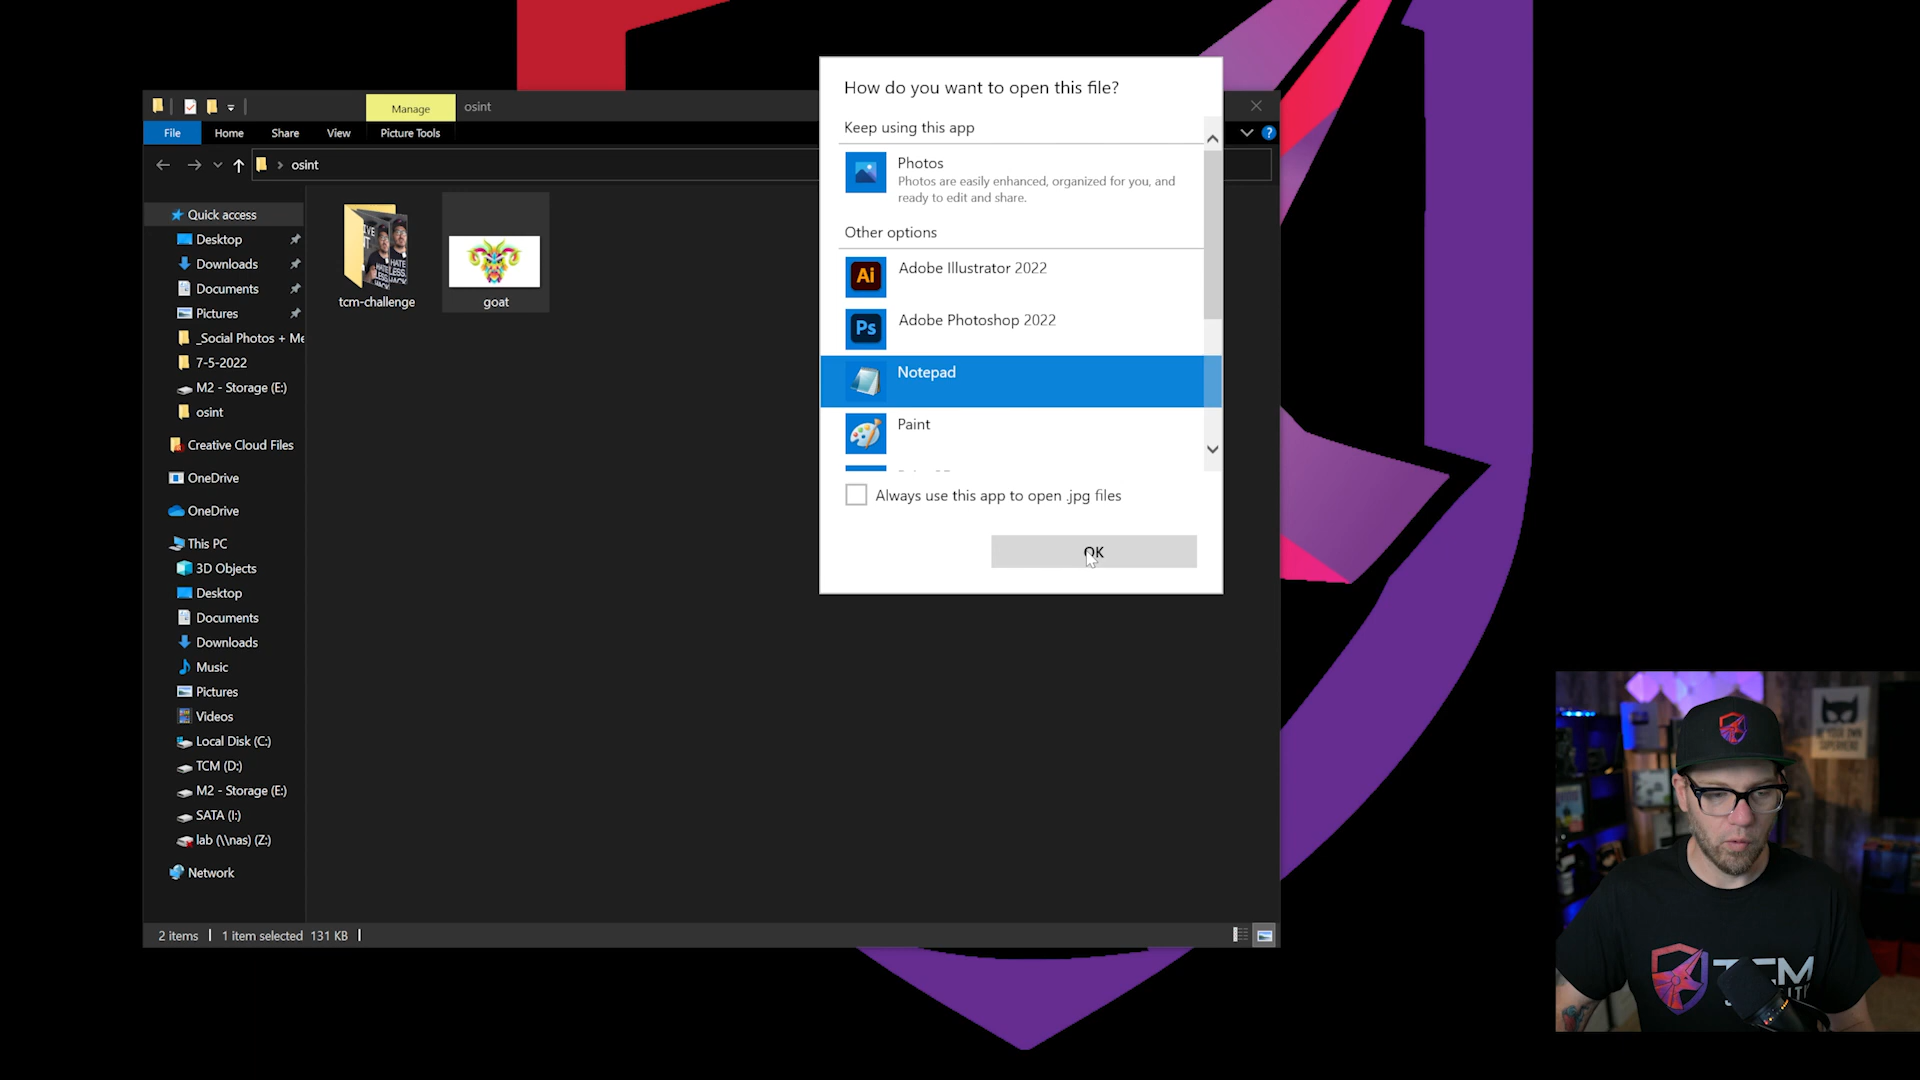 Manage
osint
File
Home
Share
View
Picture Tools
osint
Quick access
Desktop
Downloads
Documents
Pictures
_Social Photos + Me
7-5-2022
M2 - Storage (E:)
osint
Creative Cloud Files
OneDrive
OneDrive
This PC
3D Objects
Desktop
Documents
Downloads
Music
Pictures
Videos
Local Disk (C:)
TCM (D:)
M2 - Storage (E:)
SATA (I:)
lab (\\nas) (Z:)
Network
tcm-challenge
goat
2 items
1 item selected 131 KB
How do you want to open this file?
Keep using this app
Photos
Photos are easily enhanced, organized for you, and
ready to edit and share.
Other options
Ai
Adobe Illustrator 2022
Ps
Adobe Photoshop 2022
Notepad
Paint
Always use this app to open .jpg files
OK
?